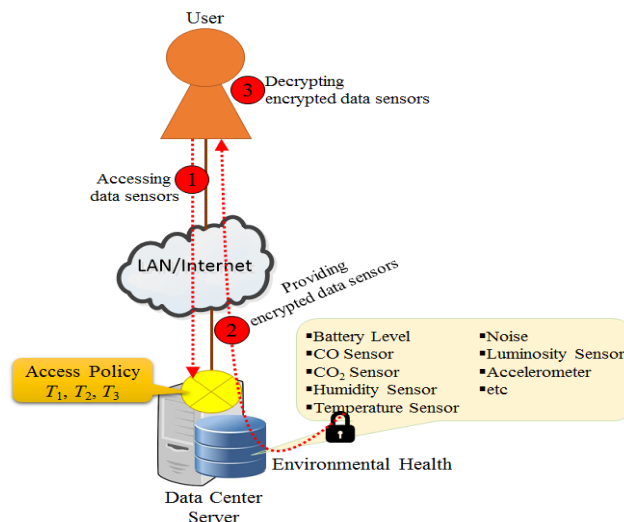 User
3
Decrypting
encrypted data sensors
1
Accessing
data sensors
LAN/Internet
Providing
encrypted data sensors
2
▪Battery Level
▪CO Sensor
▪CO₂ Sensor
▪Humidity Sensor
▪Temperature Sensor
▪Noise
▪Luminosity Sensor
▪Accelerometer
▪etc
Access Policy
T₁, T₂, T₃
Environmental Health
Data Center
Server